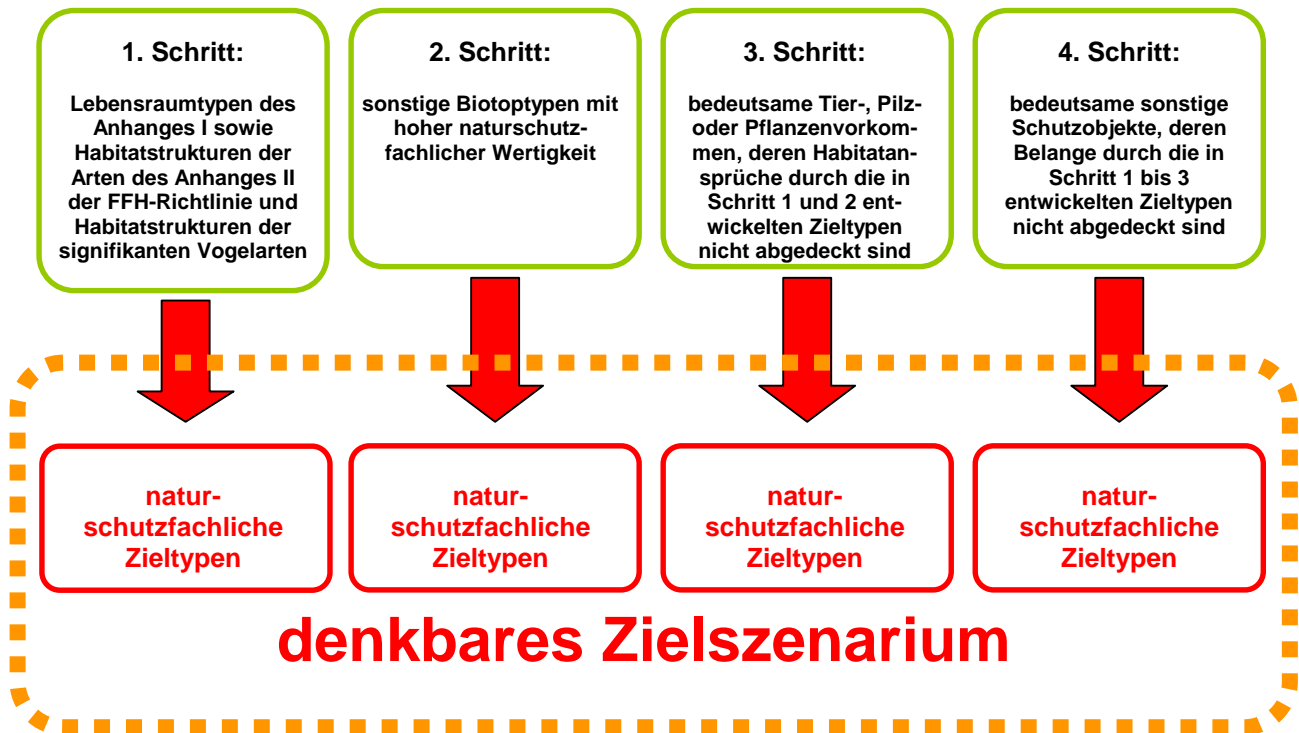 1. Schritt:
Lebensraumtypen des
Anhanges I sowie
Habitatstrukturen der
Arten des Anhanges II
der FFH-Richtlinie und
Habitatstrukturen der
signifikanten Vogelarten
2. Schritt:
sonstige Biotoptypen mit
hoher naturschutz-
fachlicher Wertigkeit
3. Schritt:
bedeutsame Tier-, Pilz-
oder Pflanzenvorkom-
men, deren Habitatan-
sprüche durch die in
Schritt 1 und 2 ent-
wickelten Zieltypen
nicht abgedeckt sind
4. Schritt:
bedeutsame sonstige
Schutzobjekte, deren
Belange durch die in
Schritt 1 bis 3
entwickelten Zieltypen
nicht abgedeckt sind
natur-
schutzfachliche
Zieltypen
natur-
schutzfachliche
Zieltypen
natur-
schutzfachliche
Zieltypen
natur-
schutzfachliche
Zieltypen
denkbares Zielszenarium